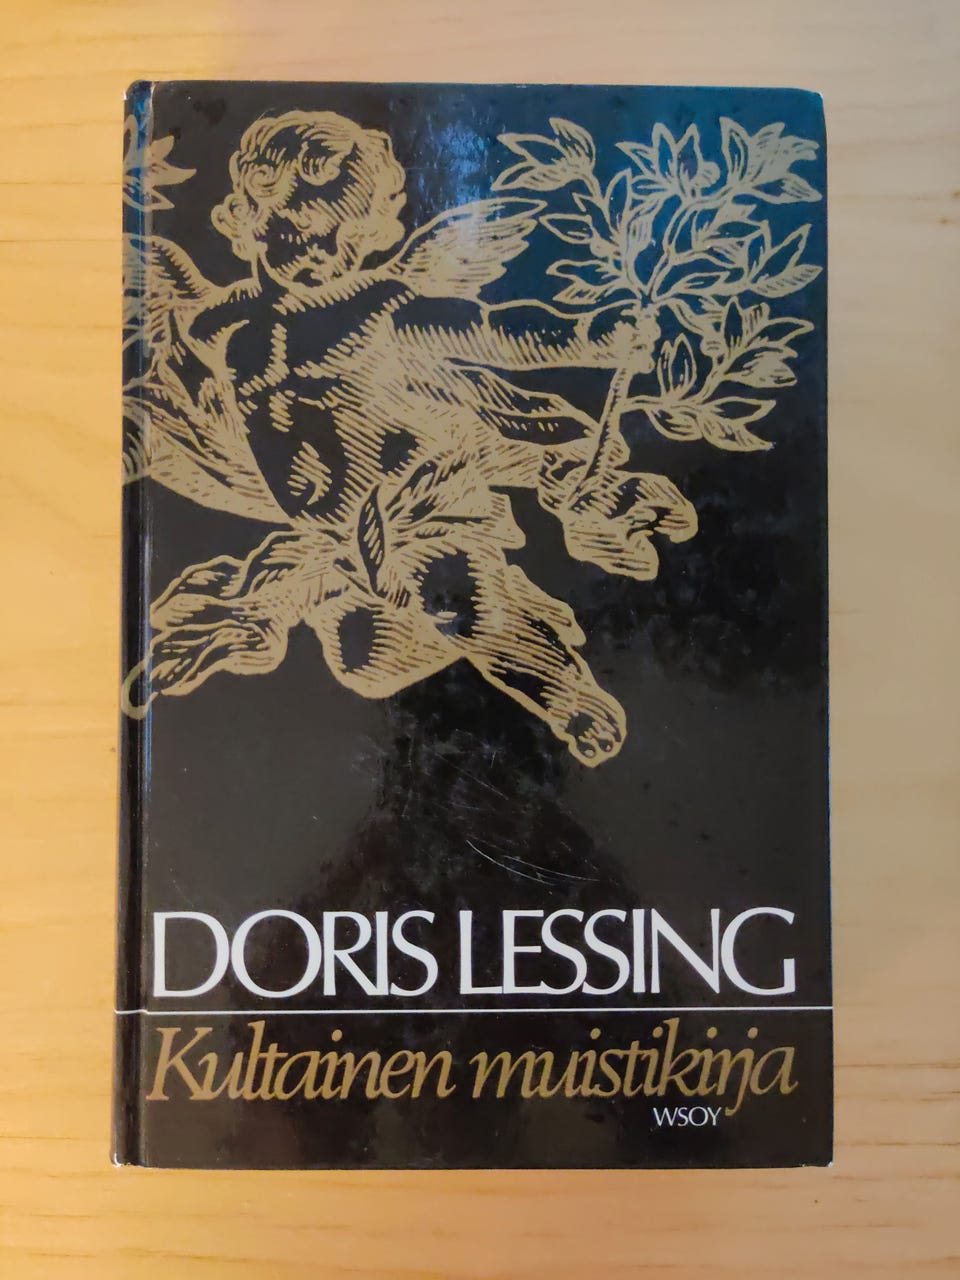 DORIS LESSING
Kultainen muistikirja
WSOY